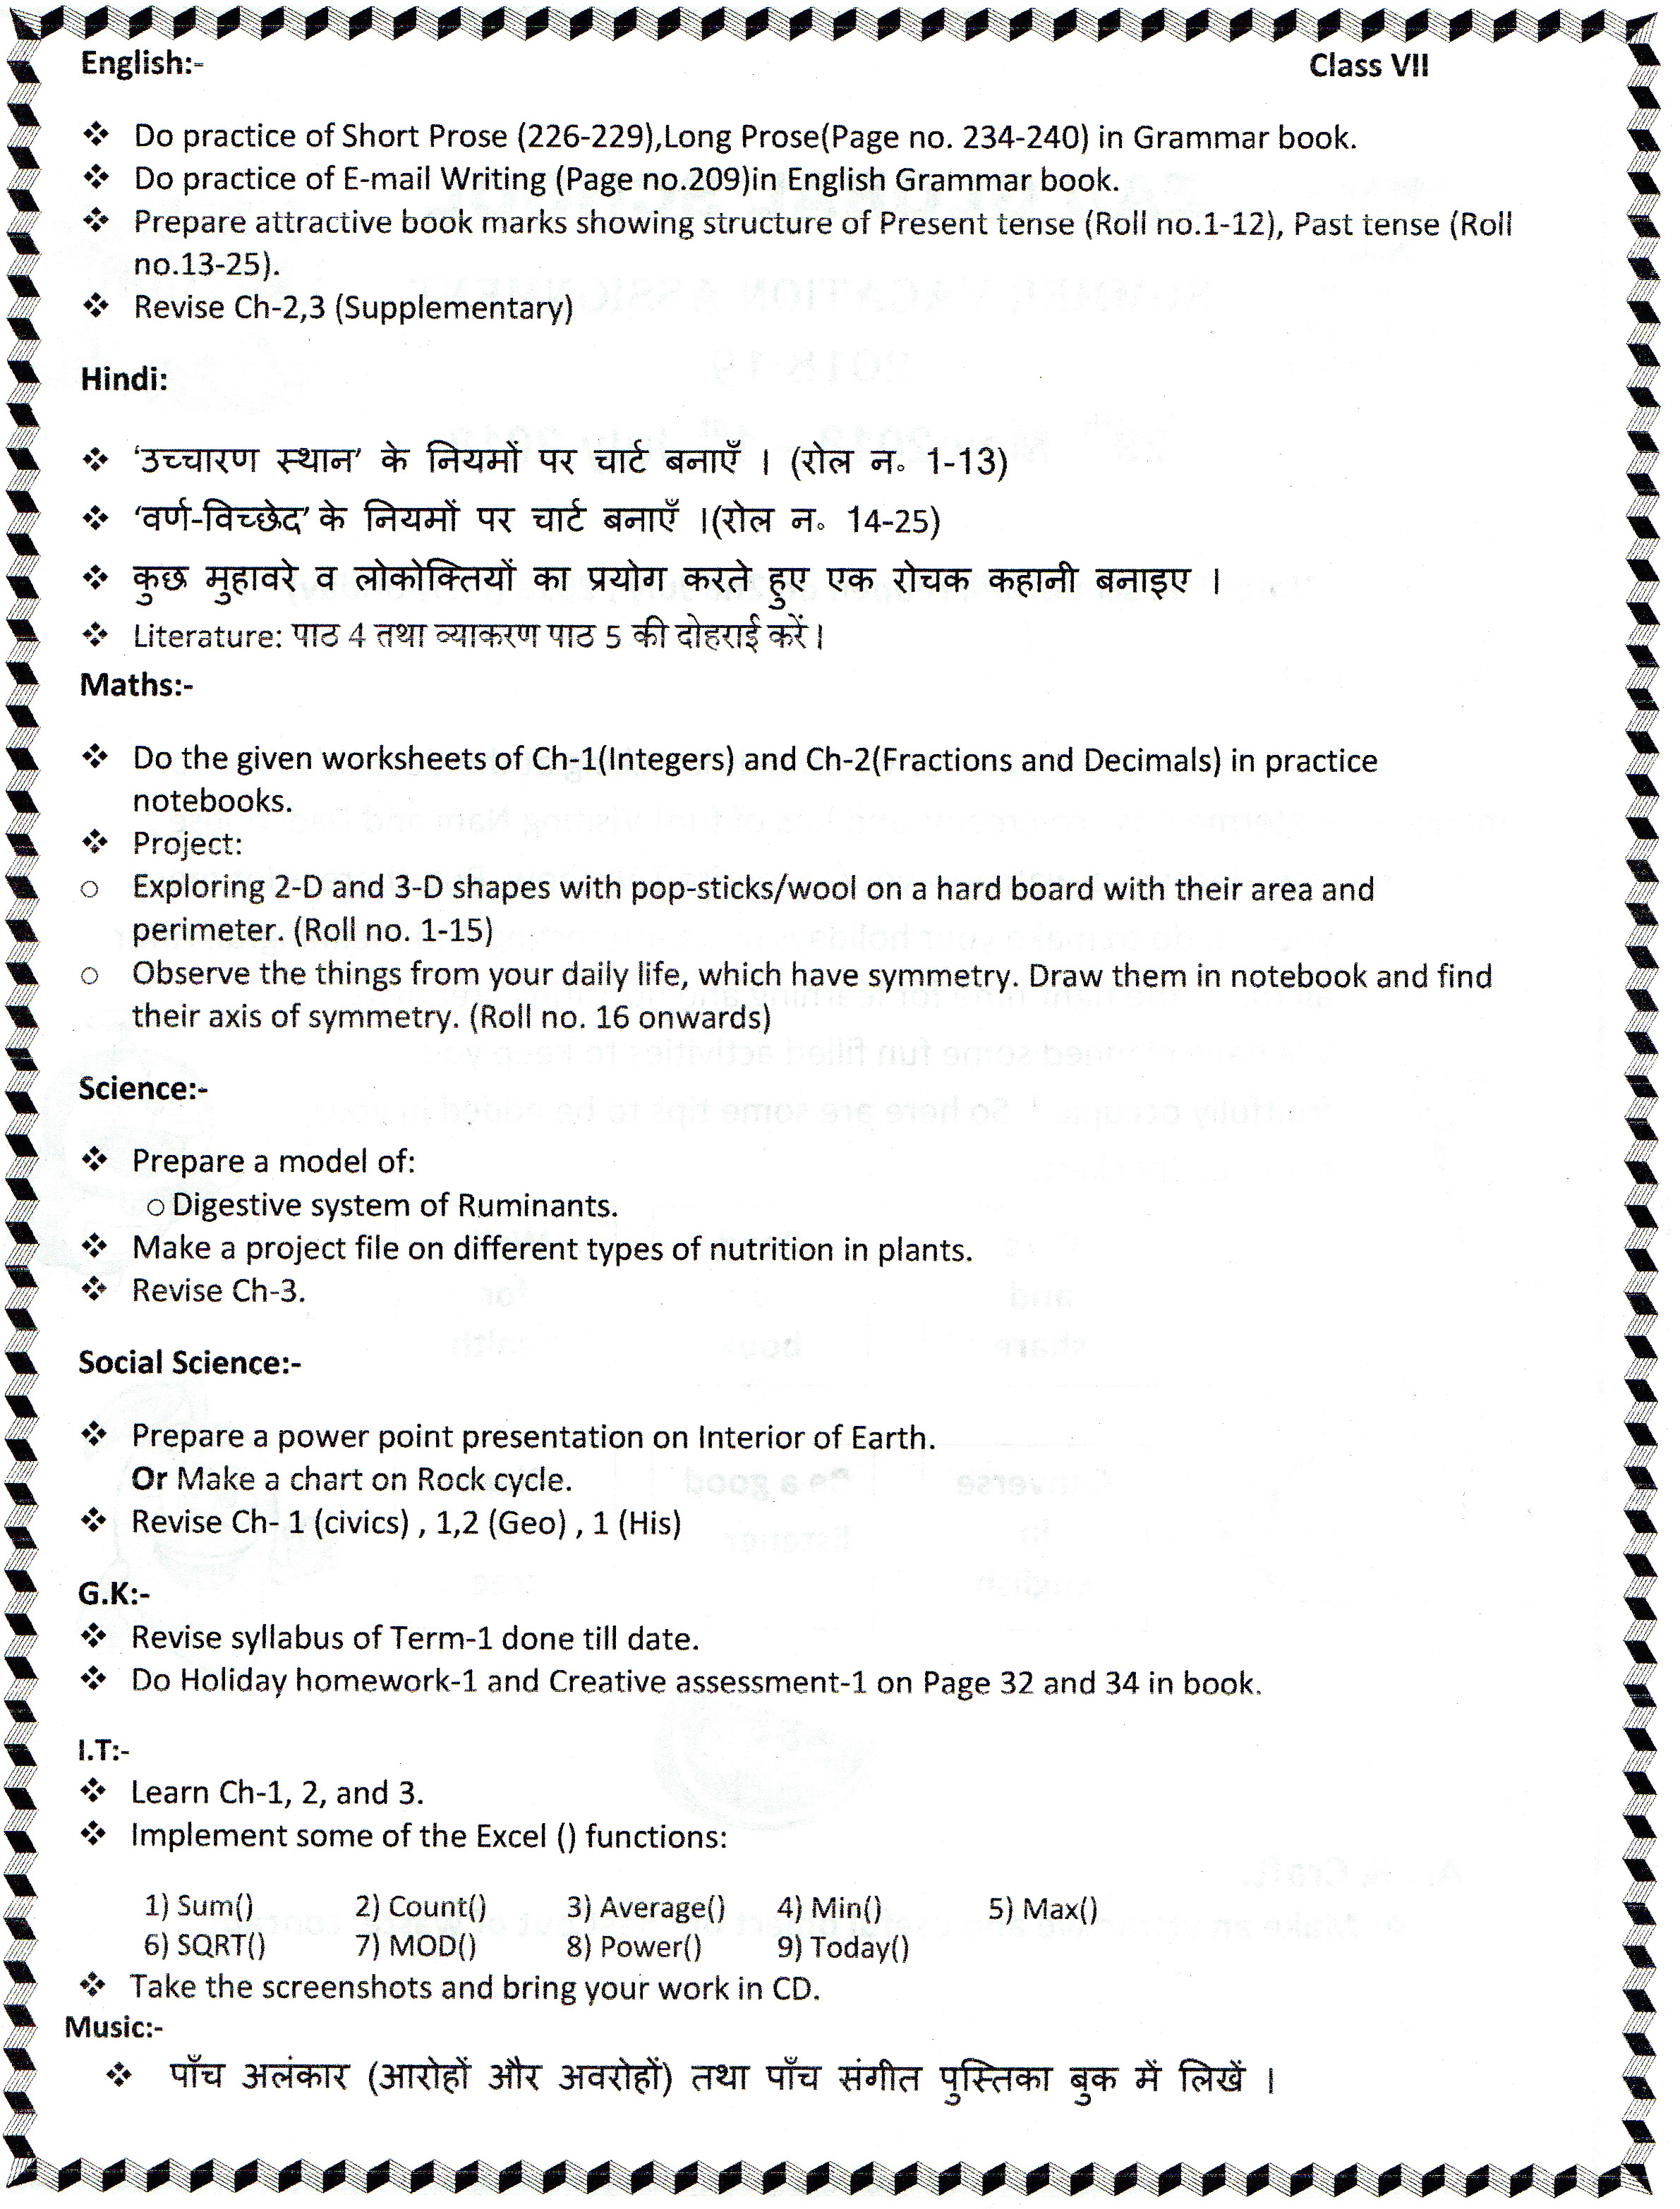 English:- Class VII
❖ Do practice of Short Prose (226-229),Long Prose(Page no. 234-240) in Grammar book.
❖ Do practice of E-mail Writing (Page no.209)in English Grammar book.
❖ Prepare attractive book marks showing structure of Present tense (Roll no.1-12), Past tense (Roll
no.13-25).
❖ Revise Ch-2,3 (Supplementary)
Hindi:
❖ ‘उच्चारण स्थान’ के नियमों पर चार्ट बनाएँ । (रोल न॰ 1-13)
❖ ‘वर्ण-विच्छेद’ के नियमों पर चार्ट बनाएँ ।(रोल न॰ 14-25)
❖ कुछ मुहावरे व लोकोक्तियों का प्रयोग करते हुए एक रोचक कहानी बनाइए ।
❖ Literature: पाठ 4 तथा व्याकरण पाठ 5 की दोहराई करें।
Maths:-
❖ Do the given worksheets of Ch-1(Integers) and Ch-2(Fractions and Decimals) in practice
notebooks.
❖ Project:
○ Exploring 2-D and 3-D shapes with pop-sticks/wool on a hard board with their area and
perimeter. (Roll no. 1-15)
○ Observe the things from your daily life, which have symmetry. Draw them in notebook and find
their axis of symmetry. (Roll no. 16 onwards)
Science:-
❖ Prepare a model of:
○ Digestive system of Ruminants.
❖ Make a project file on different types of nutrition in plants.
❖ Revise Ch-3.
Social Science:-
❖ Prepare a power point presentation on Interior of Earth.
Or Make a chart on Rock cycle.
❖ Revise Ch- 1 (civics) , 1,2 (Geo) , 1 (His)
G.K:-
❖ Revise syllabus of Term-1 done till date.
❖ Do Holiday homework-1 and Creative assessment-1 on Page 32 and 34 in book.
I.T:-
❖ Learn Ch-1, 2, and 3.
❖ Implement some of the Excel () functions:
1) Sum() 2) Count() 3) Average() 4) Min() 5) Max()
6) SQRT() 7) MOD() 8) Power() 9) Today()
❖ Take the screenshots and bring your work in CD.
Music:-
❖ पाँच अलंकार (आरोहों और अवरोहों) तथा पाँच संगीत पुस्तिका बुक में लिखें ।